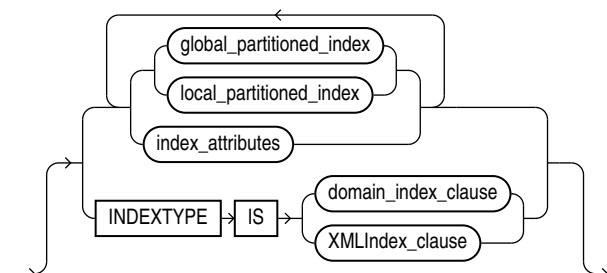 global_partitioned_index
local_partitioned_index
index_attributes
domain_index_clause
INDEXTYPE IS
XMLIndex_clause